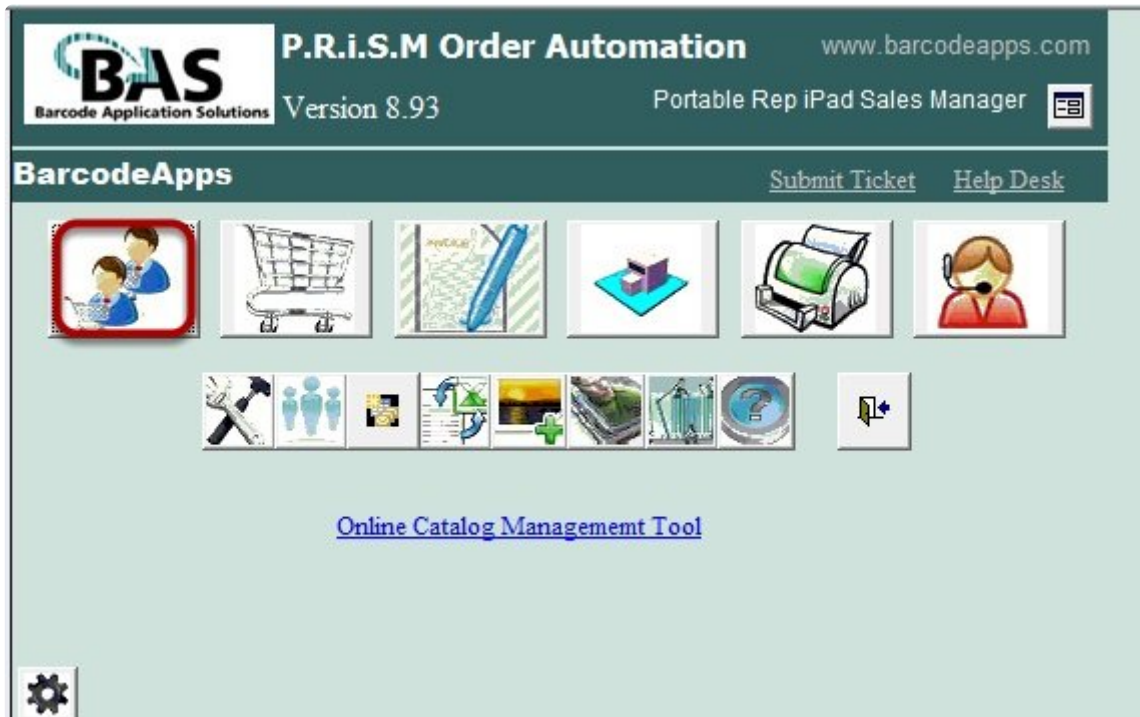 BAS
Barcode Application Solutions
P.R.i.S.M Order Automation
www.barcodeapps.com
Version 8.93
Portable Rep iPad Sales Manager
BarcodeApps
Submit Ticket
Help Desk
INVOICE
Online Catalog Managememt Tool